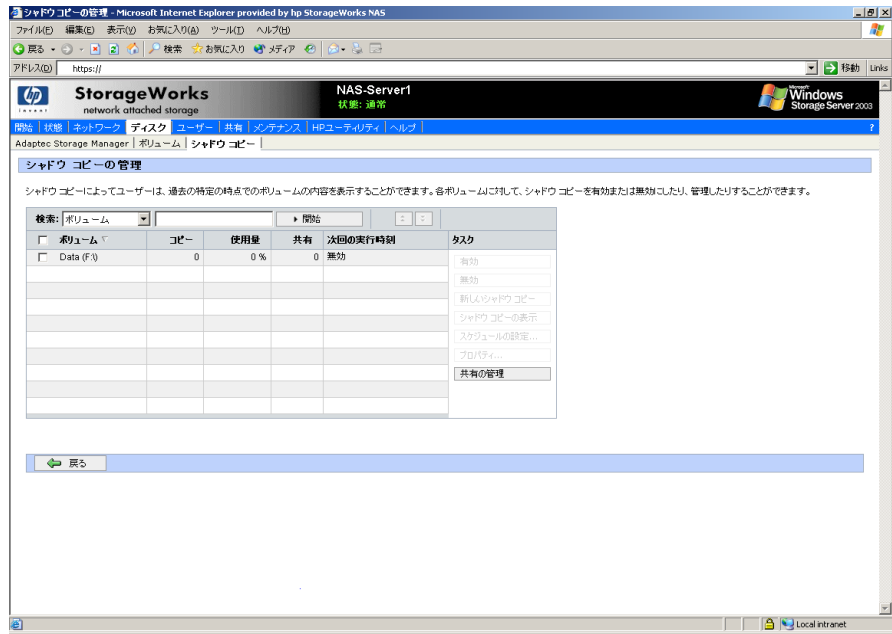 シャドウ コピーの管理 - Microsoft Internet Explorer provided by hp StorageWorks NAS
ファイル(F) 編集(E) 表示(V) お気に入り(A) ツール(T) ヘルプ(H)
戻る 検索 お気に入り メディア
アドレス(D) https:// 移動 Links
hp
invent
StorageWorks
network attached storage
NAS-Server1
状態: 通常
Microsoft
Windows
Storage Server 2003
開始 状態 ネットワーク ディスク ユーザー 共有 メンテナンス HPユーティリティ ヘルプ ?
Adaptec Storage Manager ボリューム シャドウ コピー
シャドウ コピーの管理
シャドウ コピーによってユーザーは、過去の特定の時点でのボリュームの内容を表示することができます。各ボリュームに対して、シャドウ コピーを有効または無効にしたり、管理したりすることができます。
検索: ボリューム 開始
ボリューム コピー 使用量 共有 次回の実行時刻 タスク
Data (F:\) 0 0 % 0 無効
有効
無効
新しいシャドウ コピー
シャドウ コピーの表示
スケジュールの設定...
プロパティ...
共有の管理
戻る
Local intranet